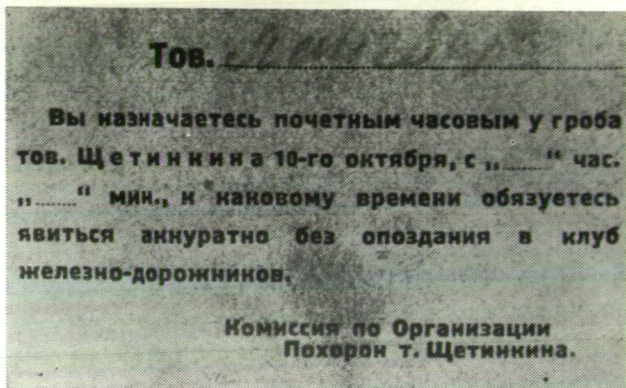 Тов.
Вы назначаетесь почетным часовым у гроба
тов. Щетинкина 10-го октября, с „......“ час.
„......“ мин., к каковому времени обязуетесь
явиться аккуратно без опоздания в клуб
железно-дорожников.
Комиссия по Организации
Похорон т. Щетинкина.